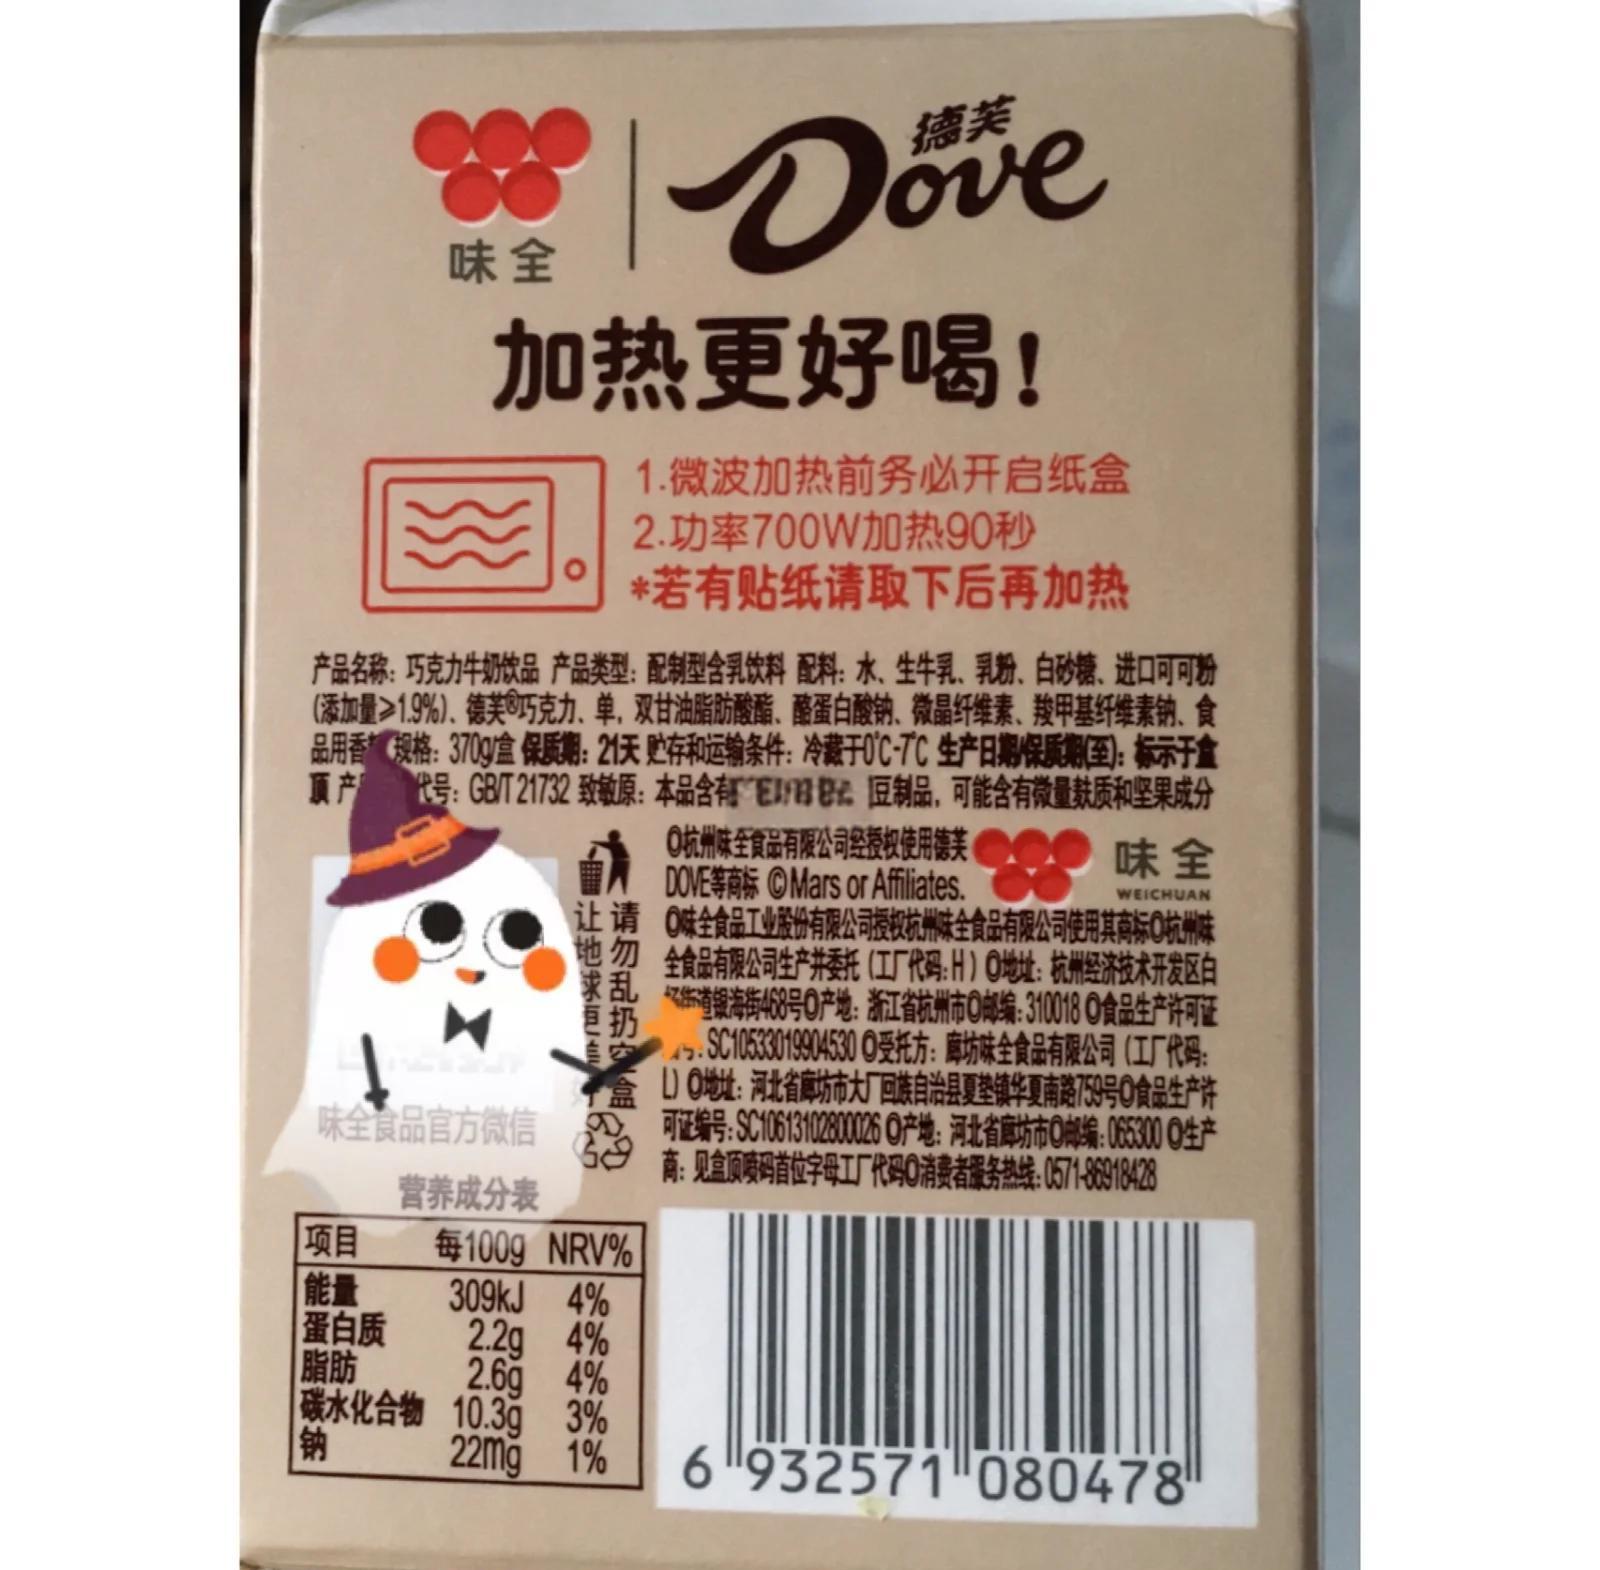 德芙
Dove
味全
加热更好喝!
1.微波加热前务必开启纸盒
2.功率700W加热90秒
*若有贴纸请取下后再加热
产品名称: 巧克力牛奶饮品 产品类型: 配制型含乳饮料 配料: 水、生牛乳、乳粉、白砂糖、进口可可粉
(添加量≥1.9%)、德芙®巧克力、单, 双甘油脂肪酸酯、酪蛋白酸钠、微晶纤维素、羧甲基纤维素钠、食
品用香 规格: 370g/盒 保质期: 21天 贮存和运输条件: 冷藏于0℃-7℃ 生产日期/保质期(至): 标示于盒
顶 产 代号: GB/T 21732 致敏原: 本品含有 豆制品, 可能含有微量麸质和坚果成分
◎杭州味全食品有限公司经授权使用德芙
DOVE等商标 ©Mars or Affiliates.
味全
WEICHUAN
◎味全食品工业股份有限公司授权杭州味全食品有限公司使用其商标◎杭州味
全食品有限公司生产并委托 (工厂代码: H) ◎地址: 杭州经济技术开发区白
街道银海街468号◎产地: 浙江省杭州市◎邮编: 310018 ◎食品生产许可证
号: SC10533019904530 ◎受托方: 廊坊味全食品有限公司 (工厂代码:
L) ◎地址: 河北省廊坊市大厂回族自治县夏垫镇华夏南路759号◎食品生产许
可证编号: SC10613102800026 ◎产地: 河北省廊坊市◎邮编: 065300 ◎生产
商: 见盒顶喷码首位字母工厂代码◎消费者服务热线: 0571-86918428
请勿乱扔空盒
让地球更美好
味全食品官方微信
营养成分表
项目 每100g NRV%
能量 309kJ 4%
蛋白质 2.2g 4%
脂肪 2.6g 4%
碳水化合物 10.3g 3%
钠 22mg 1%
6 932571 080478